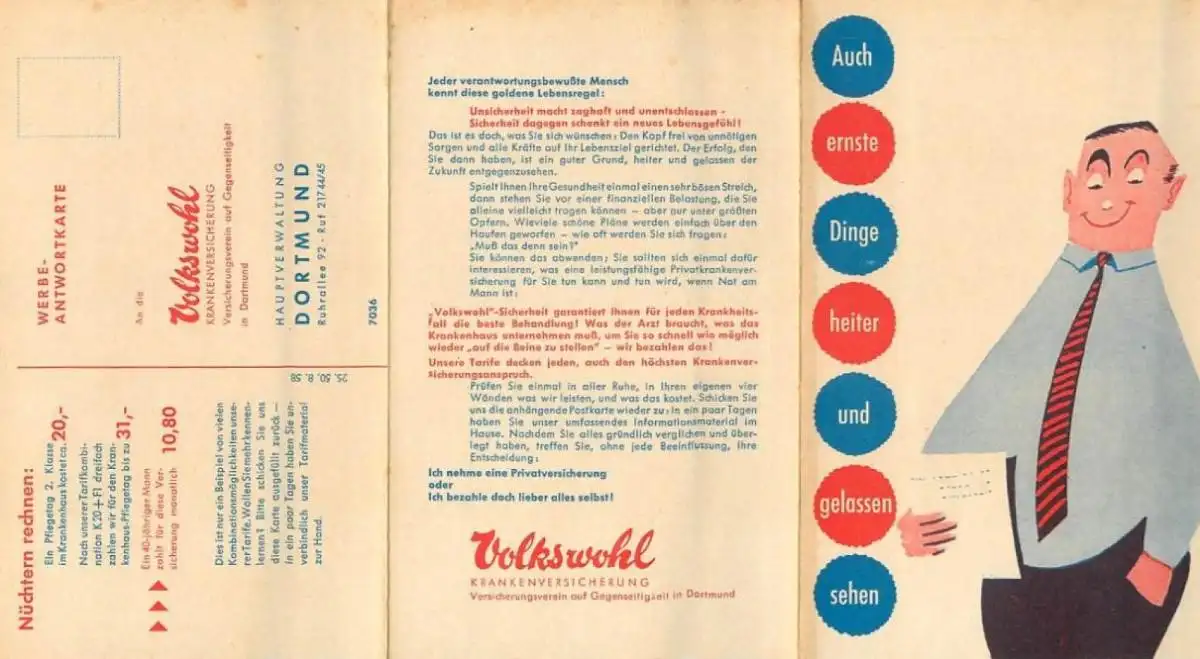 WERBE-
ANTWORTKARTE
An die
Volkswohl
KRANKENVERSICHERUNG
Versicherungsverein auf Gegenseitigkeit
in Dortmund
HAUPTVERWALTUNG
DORTMUND
Ruhrallee 92 - Ruf 21744/45
7036
25. 50. 8. 58
Nüchtern rechnen:
Ein Pflegetag 2. Klasse
im Krankenhaus kostet ca. 20,-
Nach unserer Tarifkombi-
nation K20+F1 dreifach
zahlen wir für den Kran-
kenhaus-Pflegetag bis zu 31,-
Ein 40-jähriger Mann
zahlt für diese Ver-
sicherung monatlich 10,80
Dies ist nur ein Beispiel von vielen
Kombinationsmöglichkeiten unse-
rer Tarife. Wollen Sie mehr kennen-
lernen? Bitte schicken Sie uns
diese Karte ausgefüllt zurück —
in ein paar Tagen haben Sie un-
verbindlich unser Tarifmaterial
zur Hand.
Jeder verantwortungsbewußte Mensch
kennt diese goldene Lebensregel:
Unsicherheit macht zaghaft und unentschlossen -
Sicherheit dagegen schenkt ein neues Lebensgefühl!
Das ist es doch, was Sie sich wünschen: Den Kopf frei von unnötigen
Sorgen und alle Kräfte auf Ihr Lebensziel gerichtet. Der Erfolg, den
Sie dann haben, ist ein guter Grund, heiter und gelassen der
Zukunft entgegenzusehen.
Spielt Ihnen Ihre Gesundheit einmal einen sehr bösen Streich,
dann stehen Sie vor einer finanziellen Belastung, die Sie
alleine vielleicht tragen können — aber nur unter größten
Opfern. Wieviele schöne Pläne werden einfach über den
Haufen geworfen — wie oft werden Sie sich fragen:
„Muß das denn sein?"
Sie können das abwenden; Sie sollten sich einmal dafür
interessieren, was eine leistungsfähige Privatkrankenver-
sicherung für Sie tun kann und tun wird, wenn Not am
Mann ist:
„Volkswohl"-Sicherheit garantiert Ihnen für jeden Krankheits-
fall die beste Behandlung! Was der Arzt braucht, was das
Krankenhaus unternehmen muß, um Sie so schnell wie möglich
wieder „auf die Beine zu stellen" — wir bezahlen das!
Unsere Tarife decken jeden, auch den höchsten Krankenver-
sicherungsanspruch.
Prüfen Sie einmal in aller Ruhe, in Ihren eigenen vier
Wänden was wir leisten, und was das kostet. Schicken Sie
uns die anhängende Postkarte wieder zu: In ein paar Tagen
haben Sie unser umfassendes Informationsmaterial im
Hause. Nachdem Sie alles gründlich verglichen und über-
legt haben, treffen Sie, ohne jede Beeinflussung, Ihre
Entscheidung:
Ich nehme eine Privatversicherung
oder
Ich bezahle doch lieber alles selbst!
Volkswohl
KRANKENVERSICHERUNG
Versicherungsverein auf Gegenseitigkeit in Dortmund
Auch
ernste
Dinge
heiter
und
gelassen
sehen